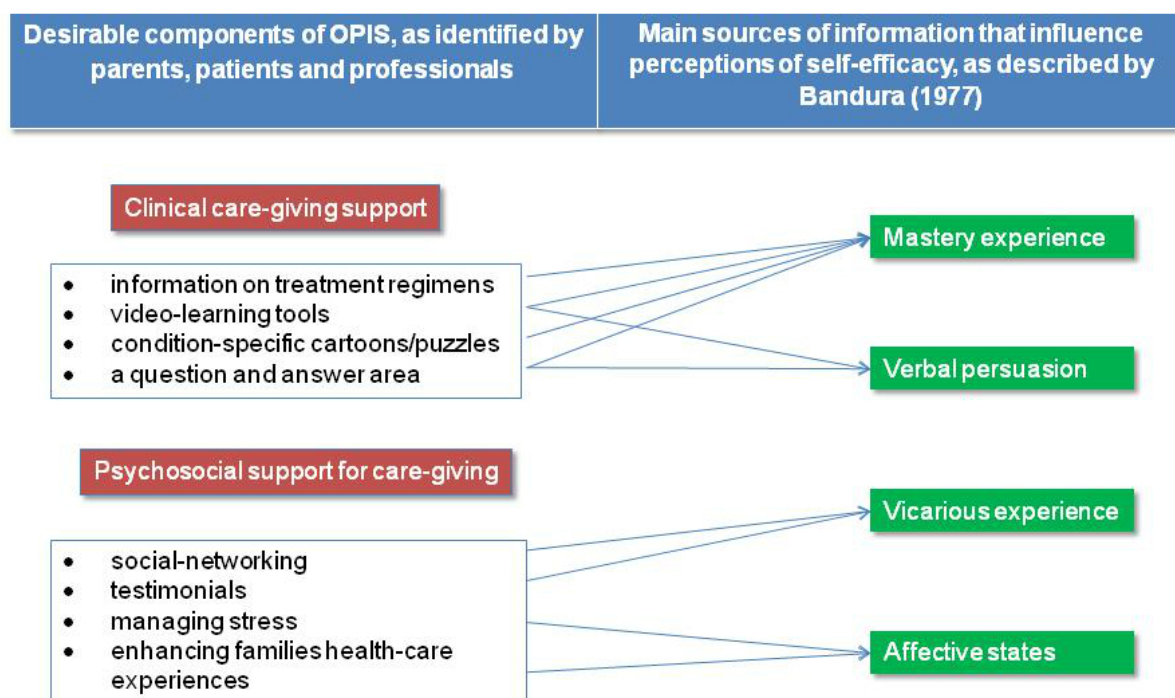 Desirable components of OPIS, as identified by
parents, patients and professionals
Main sources of information that influence
perceptions of self-efficacy, as described by
Bandura (1977)
Clinical care-giving support
• information on treatment regimens
• video-learning tools
• condition-specific cartoons/puzzles
• a question and answer area
Mastery experience
Verbal persuasion
Psychosocial support for care-giving
• social-networking
• testimonials
• managing stress
• enhancing families health-care
experiences
Vicarious experience
Affective states